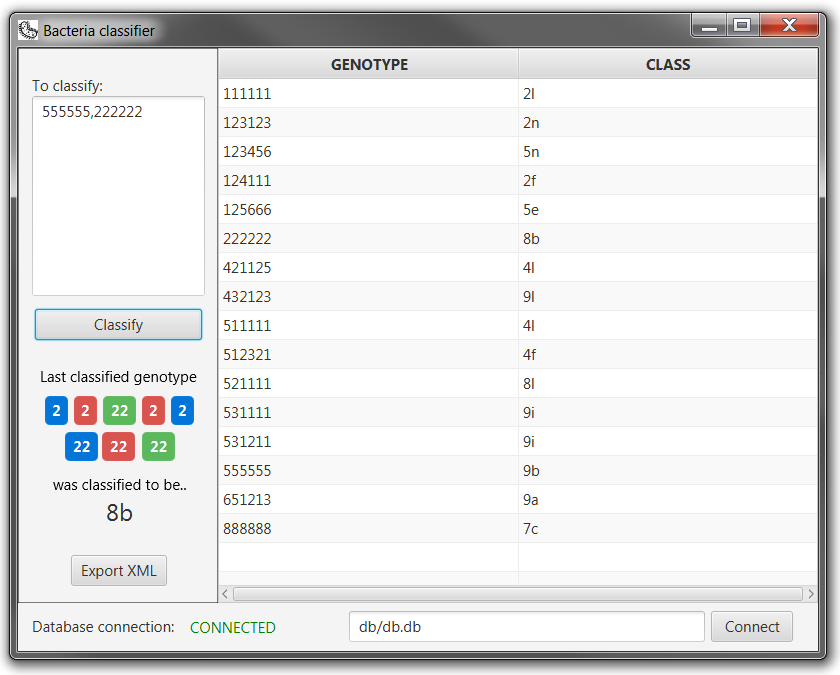 Bacteria classifier
To classify:
555555,222222
Classify
Last classified genotype
2 2 22 2 2
22 22 22
was classified to be..
8b
Export XML
GENOTYPE CLASS
111111 2l
123123 2n
123456 5n
124111 2f
125666 5e
222222 8b
421125 4l
432123 9l
511111 4l
512321 4f
521111 8l
531111 9i
531211 9i
555555 9b
651213 9a
888888 7c
Database connection: CONNECTED db/db.db Connect